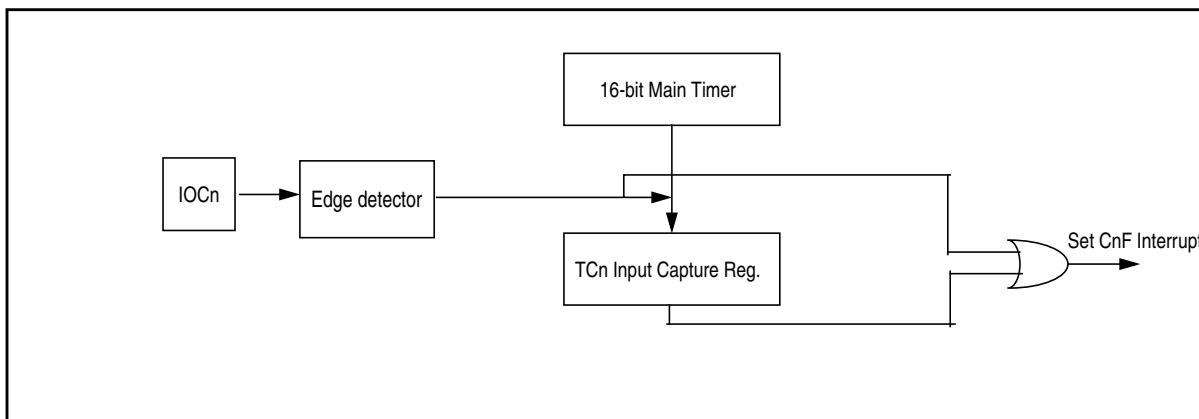 16-bit Main Timer
IOCn
Edge detector
TCn Input Capture Reg.
Set CnF Interrupt